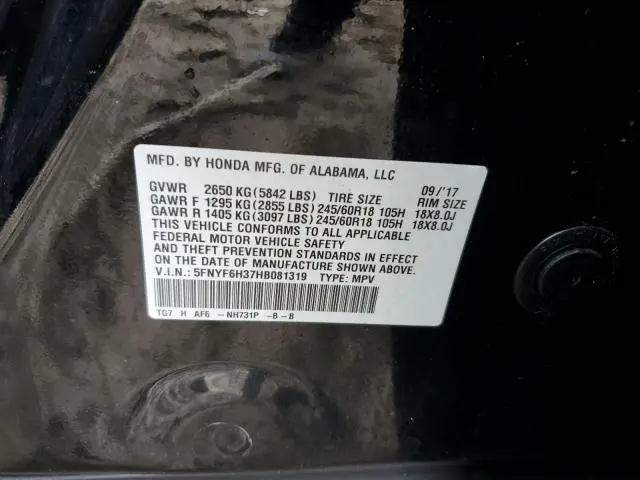 MFD. BY HONDA MFG. OF ALABAMA, LLC
09/'17
GVWR 2650 KG (5842 LBS) TIRE SIZE RIM SIZE
GAWR F 1295 KG (2855 LBS) 245/60R18 105H 18X8.0J
GAWR R 1405 KG (3097 LBS) 245/60R18 105H 18X8.0J
THIS VEHICLE CONFORMS TO ALL APPLICABLE
FEDERAL MOTOR VEHICLE SAFETY
AND THEFT PREVENTION STANDARDS IN EFFECT
ON THE DATE OF MANUFACTURE SHOWN ABOVE.
V.I.N.: 5FNYF6H37HB081319 TYPE: MPV
TG7 H AF6 -NH731P -B-B